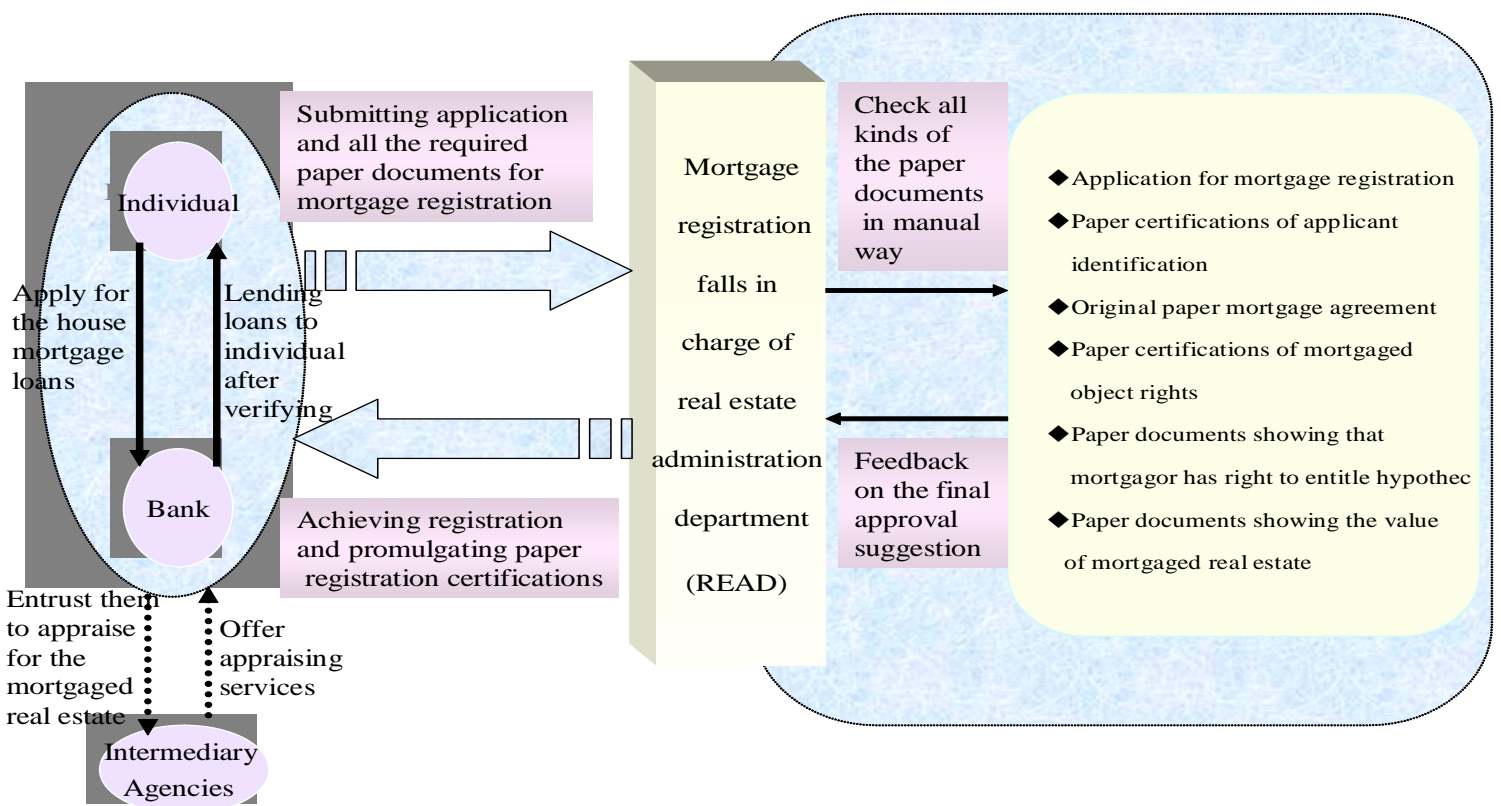 Individual
Apply for
the house
mortgage
loans
Lending
loans to
individual
after
verifying
Bank
Entrust them
to appraise
for the
mortgaged
real estate
Offer
appraising
services
Intermediary
Agencies
Submitting application
and all the required
paper documents for
mortgage registration
Achieving registration
and promulgating paper
registration certifications
Mortgage
registration
falls in
charge of
real estate
administration
department
(READ)
Check all
kinds of
the paper
documents
in manual
way
Feedback
on the final
approval
suggestion
◆Application for mortgage registration
◆Paper certifications of applicant
identification
◆Original paper mortgage agreement
◆Paper certifications of mortgaged
object rights
◆Paper documents showing that
mortgagor has right to entitle hypothec
◆Paper documents showing the value
of mortgaged real estate